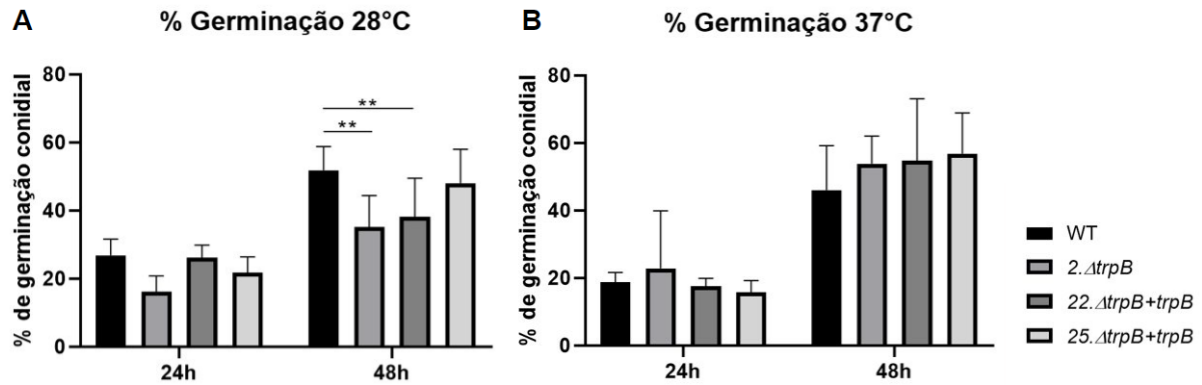 A
% Germinação 28°C
% de germinação conidial
80
60
40
20
0
**
**
24h
48h
B
% Germinação 37°C
% de germinação conidial
80
60
40
20
0
24h
48h
WT
2.ΔtrpB
22.ΔtrpB+trpB
25.ΔtrpB+trpB